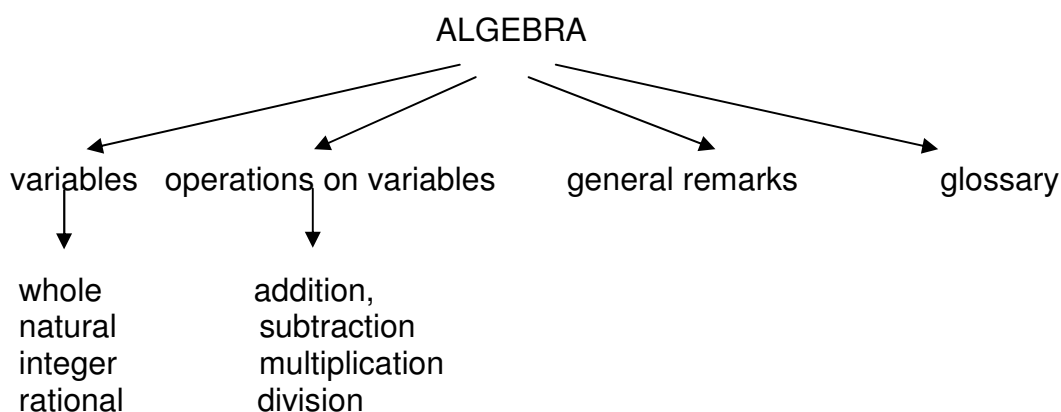 ALGEBRA
variables operations on variables general remarks glossary
whole addition,
natural subtraction
integer multiplication
rational division